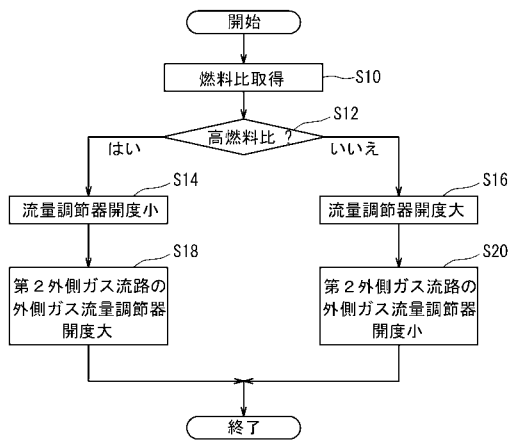 開始
燃料比取得
S10
高燃料比？
S12
はい
いいえ
S14
流量調節器開度小
S16
流量調節器開度大
S18
第２外側ガス流路の
外側ガス流量調節器
開度大
S20
第２外側ガス流路の
外側ガス流量調節器
開度小
終了